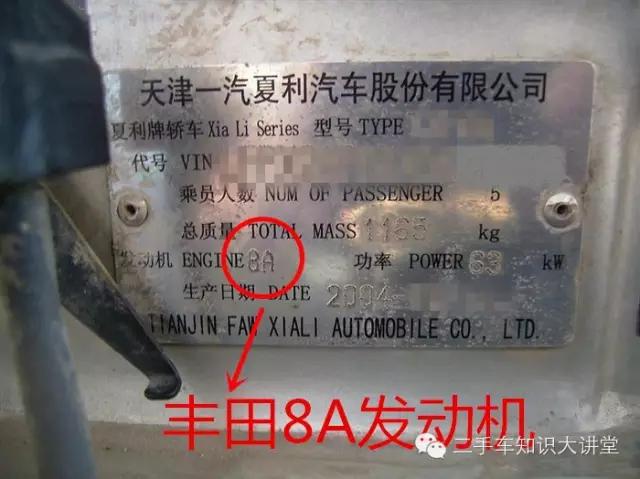 天津一汽夏利汽车股份有限公司
夏利牌轿车 Xia Li Series 型号 TYPE
代号 VIN
乘员人数 NUM OF PASSENGER 5
总质量 TOTAL MASS 1165 kg
发动机 ENGINE 8A 功率 POWER 63 kW
生产日期 DATE 2004
TIANJIN FAW XIALI AUTOMOBILE CO., LTD.
丰田8A发动机
二手车知识大讲堂